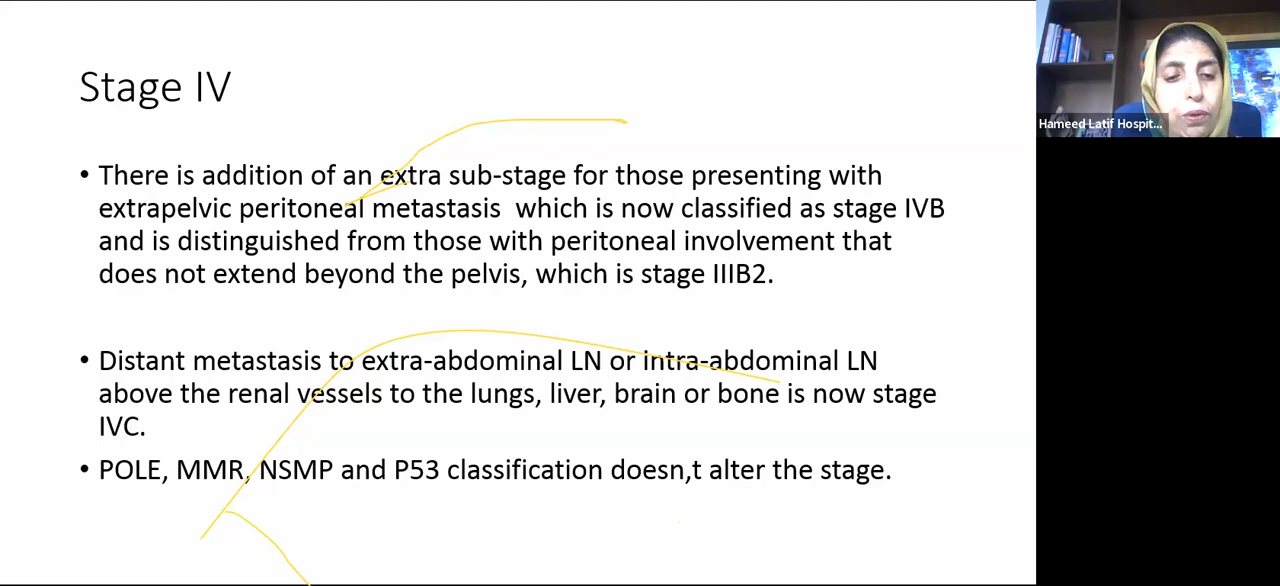 Stage IV
• There is addition of an extra sub-stage for those presenting with
extrapelvic peritoneal metastasis which is now classified as stage IVB
and is distinguished from those with peritoneal involvement that
does not extend beyond the pelvis, which is stage IIIB2.
• Distant metastasis to extra-abdominal LN or intra-abdominal LN
above the renal vessels to the lungs, liver, brain or bone is now stage
IVC.
• POLE, MMR, NSMP and P53 classification doesn,t alter the stage.
Hameed Latif Hospit...